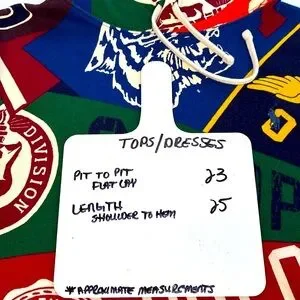 TOPS/DRESSES
PIT TO PIT 23
FLAT LAY
LENGTH 25
SHOULDER TO HEM
*APPROXIMATE MEASUREMENTS
DIVISION